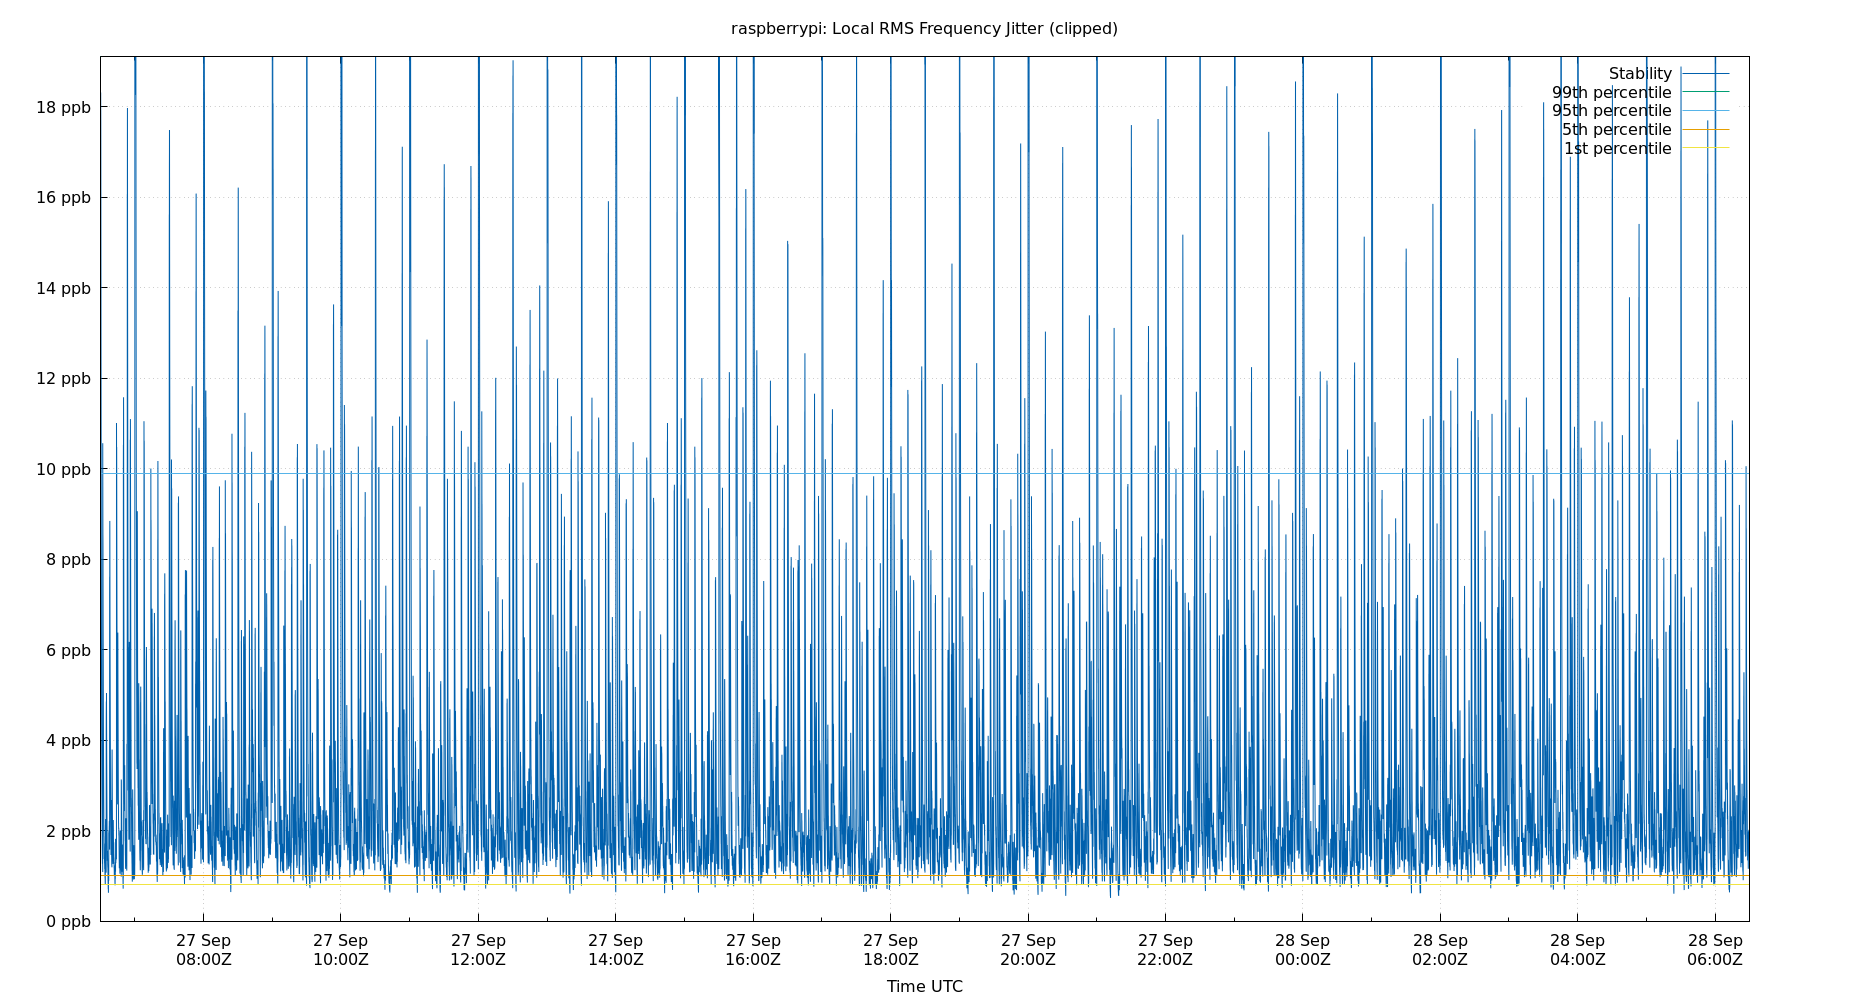 raspberrypi: Local RMS Frequency Jitter (clipped)
Stability
99th percentile
95th percentile
5th percentile
1st percentile
18 ppb
16 ppb
14 ppb
12 ppb
10 ppb
8 ppb
6 ppb
4 ppb
2 ppb
0 ppb
27 Sep 27 Sep 27 Sep 27 Sep 27 Sep 27 Sep 27 Sep 27 Sep 28 Sep 28 Sep 28 Sep 28 Sep
08:00Z 10:00Z 12:00Z 14:00Z 16:00Z 18:00Z 20:00Z 22:00Z 00:00Z 02:00Z 04:00Z 06:00Z
Time UTC